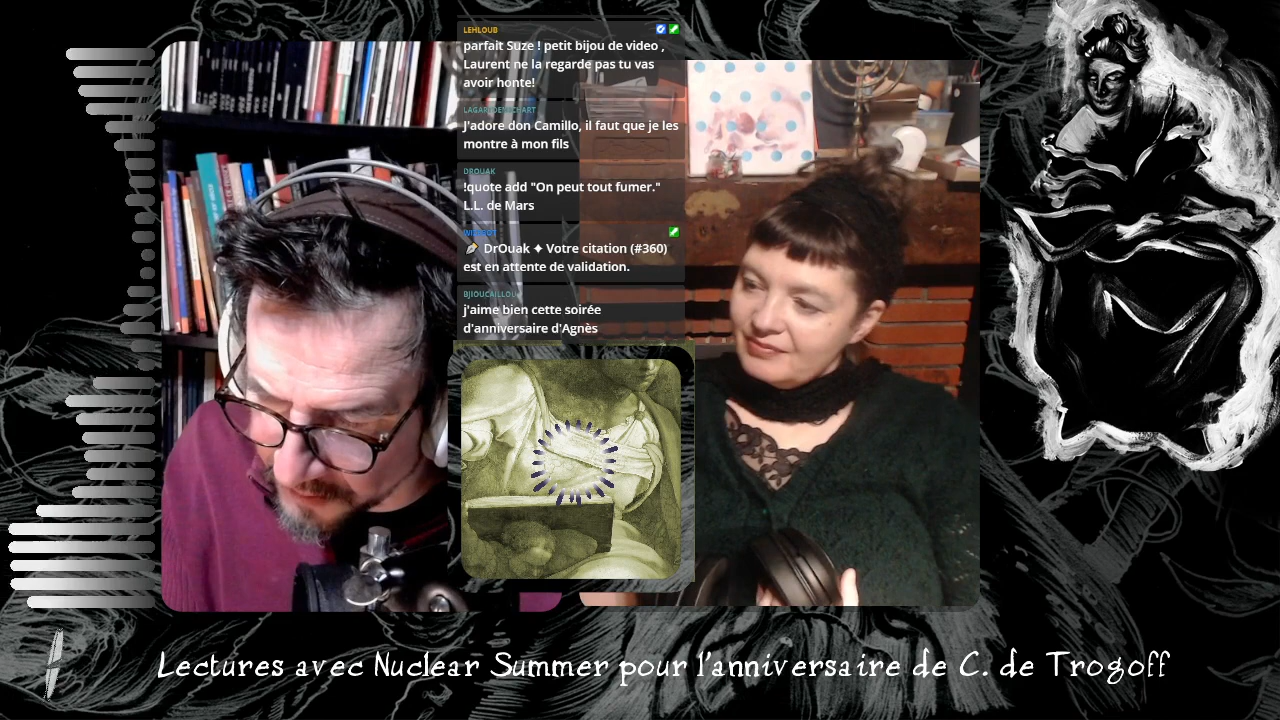 LEHLOUB
parfait Suze ! petit bijou de video ,
Laurent ne la regarde pas tu vas
avoir honte!
J'adore don Camillo, il faut que je les
montre à mon fils
DROUAK
!quote add "On peut tout fumer."
L.L. de Mars
DrOuak ✦ Votre citation (#360)
est en attente de validation.
BJIOUCAILLOU
j'aime bien cette soirée
d'anniversaire d'Agnès
Lectures avec Nuclear Summer pour l'anniversaire de C. de Trogoff